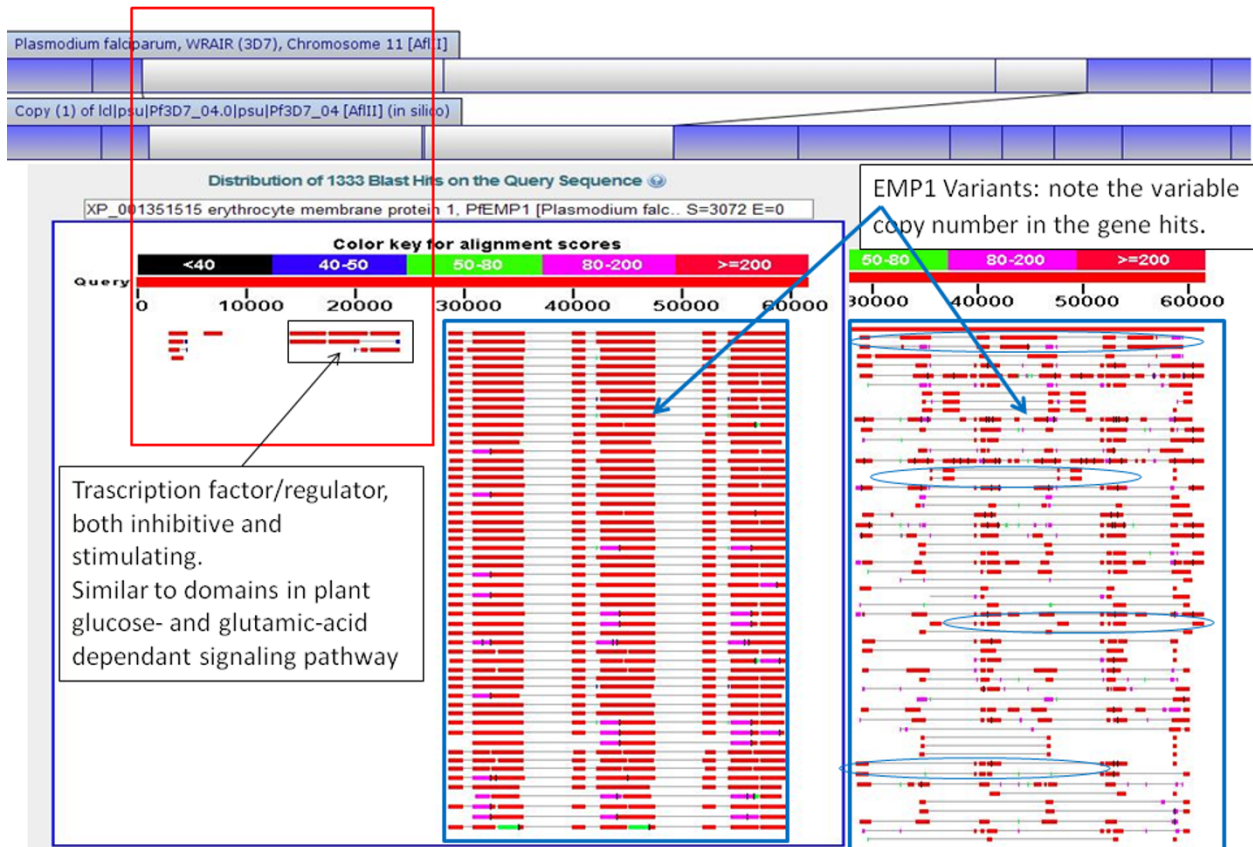 Plasmodium falciparum, WRAIR (3D7), Chromosome 11 [AflII]
Copy (1) of lcl|psu|Pf3D7_04.0|psu|Pf3D7_04 [AflII] (in silico)
Distribution of 1333 Blast Hits on the Query Sequence
XP_001351515 erythrocyte membrane protein 1, PfEMP1 [Plasmodium falc.. S=3072 E=0
EMP1 Variants: note the variable
copy number in the gene hits.
Color key for alignment scores
<40 40-50 50-80 80-200 >=200
Query
0 10000 20000 30000 40000 50000 60000
50-80 80-200 >=200
30000 40000 50000 60000
Trascription factor/regulator,
both inhibitive and
stimulating.
Similar to domains in plant
glucose- and glutamic-acid
dependant signaling pathway